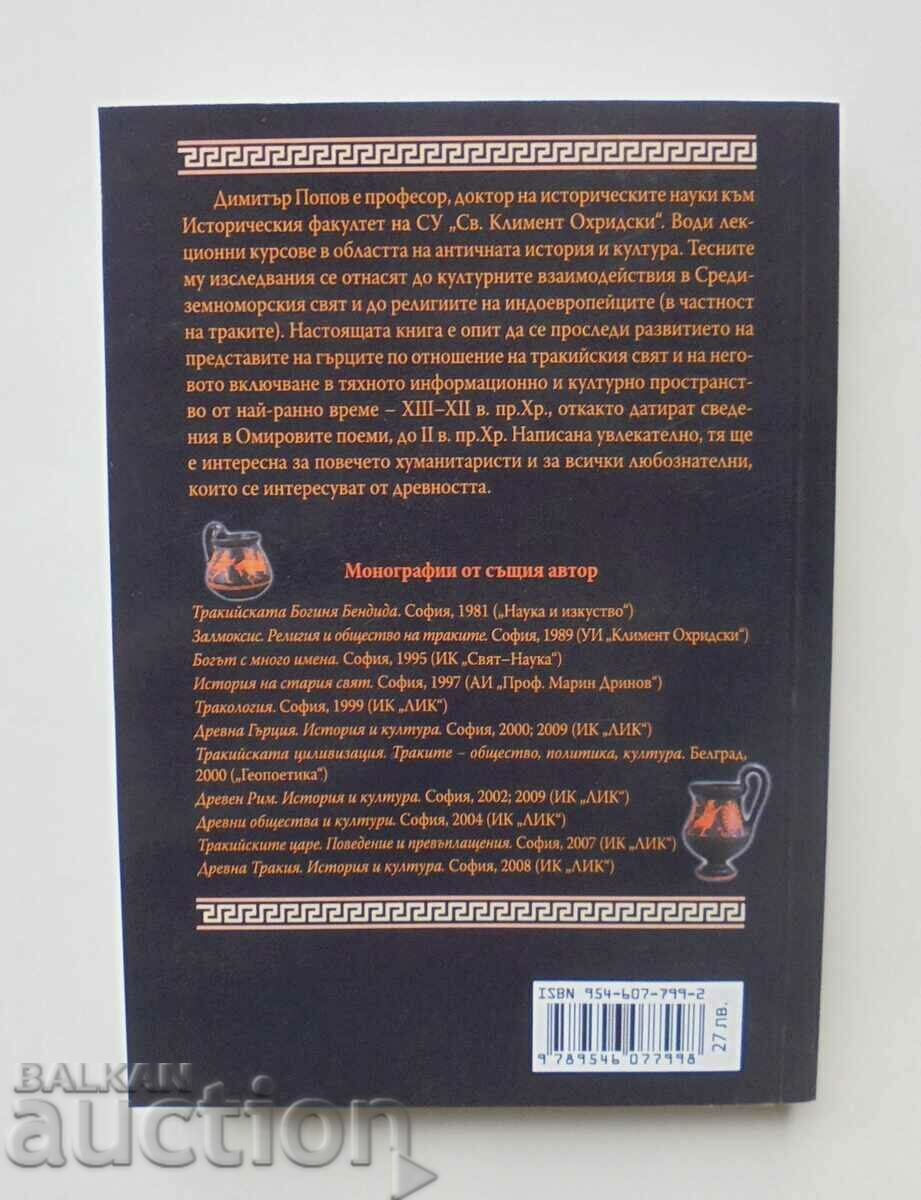 Димитър Попов е професор, доктор на историческите науки към
Историческия факултет на СУ „Св. Климент Охридски“. Води лек-
ционни курсове в областта на античната история и култура. Тесните
му изследвания се отнасят до културните взаимодействия в Среди-
земноморския свят и до религиите на индоевропейците (в частност
на траките). Настоящата книга е опит да се проследи развитието на
представите на гърците по отношение на тракийския свят и на него-
вото включване в тяхното информационно и културно пространст-
во от най-ранно време – XIII–XII в. пр.Хр., откакто датират сведе-
ния в Омировите поеми, до II в. пр.Хр. Написана увлекателно, тя ще
е интересна за повечето хуманитаристи и за всички любознателни,
които се интересуват от древността.
Монографии от същия автор
Тракийската Богиня Бендида. София, 1981 („Наука и изкуство“)
Залмоксис. Религия и общество на траките. София, 1989 (УИ „Климент Охридски“)
Богът с много имена. София, 1995 (ИК „Свят–Наука“)
История на стария свят. София, 1997 (АИ „Проф. Марин Дринов“)
Тракология. София, 1999 (ИК „ЛИК“)
Древна Гърция. История и култура. София, 2000; 2009 (ИК „ЛИК“)
Тракийската циливизация. Траките – общество, политика, култура. Белград,
2000 („Геопоетика“)
Древен Рим. История и култура. София, 2002; 2009 (ИК „ЛИК“)
Древни общества и култури. София, 2004 (ИК „ЛИК“)
Тракийските царе. Поведение и превъплащения. София, 2007 (ИК „ЛИК“)
Древна Тракия. История и култура. София, 2008 (ИК „ЛИК“)
ISBN 954-607-799-2
9 789546 077998
27 ЛВ.
BALKAN
auction